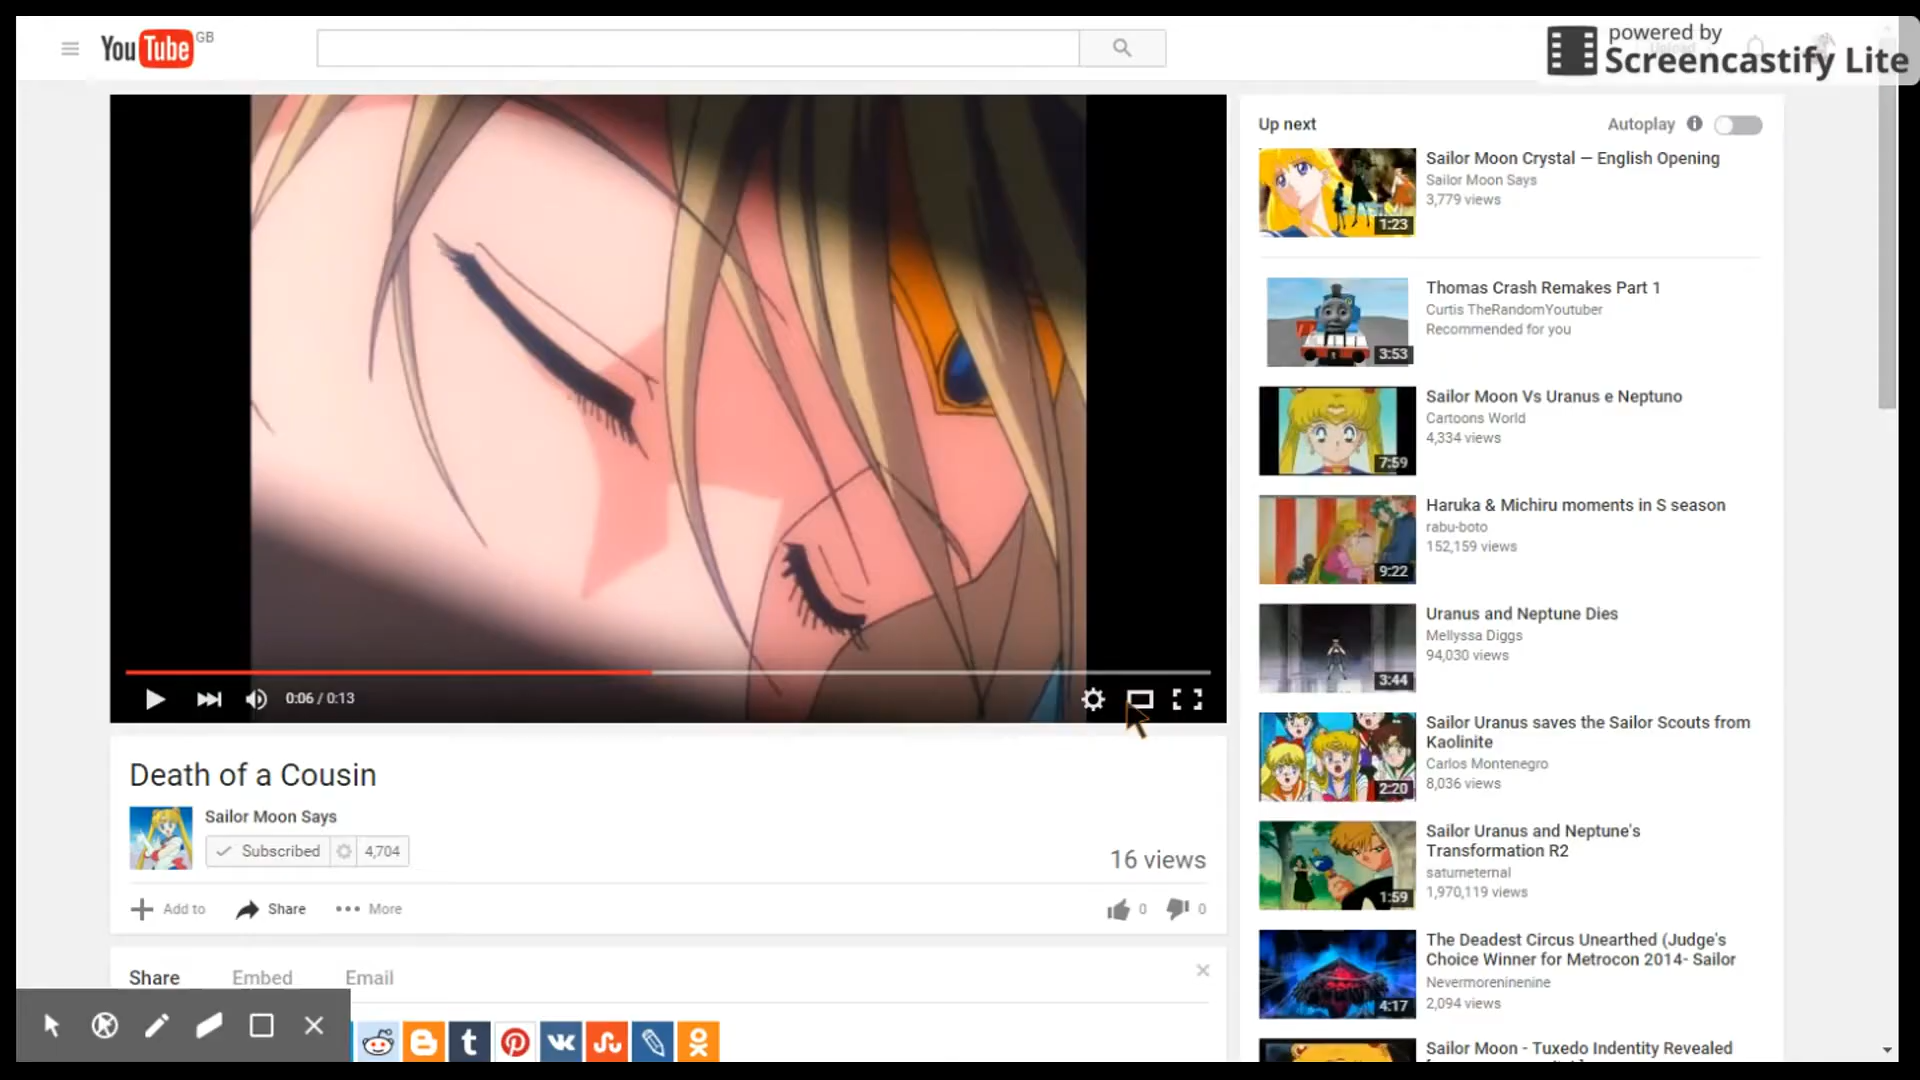 YouTube GB
powered by
Screencastify Lite
Up next
Autoplay
Sailor Moon Crystal — English Opening
Sailor Moon Says
3,779 views
1:23
Thomas Crash Remakes Part 1
Curtis TheRandomYoutuber
Recommended for you
3:53
Sailor Moon Vs Uranus e Neptuno
Cartoons World
4,334 views
7:59
Haruka & Michiru moments in S season
rabu-boto
152,159 views
9:22
Uranus and Neptune Dies
Mellyssa Diggs
94,030 views
3:44
Sailor Uranus saves the Sailor Scouts from
Kaolinite
Carlos Montenegro
8,036 views
2:20
Sailor Uranus and Neptune's
Transformation R2
saturneternal
1,970,119 views
1:59
The Deadest Circus Unearthed (Judge's
Choice Winner for Metrocon 2014- Sailor
Nevermoreninenine
2,094 views
4:17
Sailor Moon - Tuxedo Indentity Revealed
0:06 / 0:13
Death of a Cousin
Sailor Moon Says
Subscribed 4,704
16 views
Add to Share More
0 0
Share Embed Email